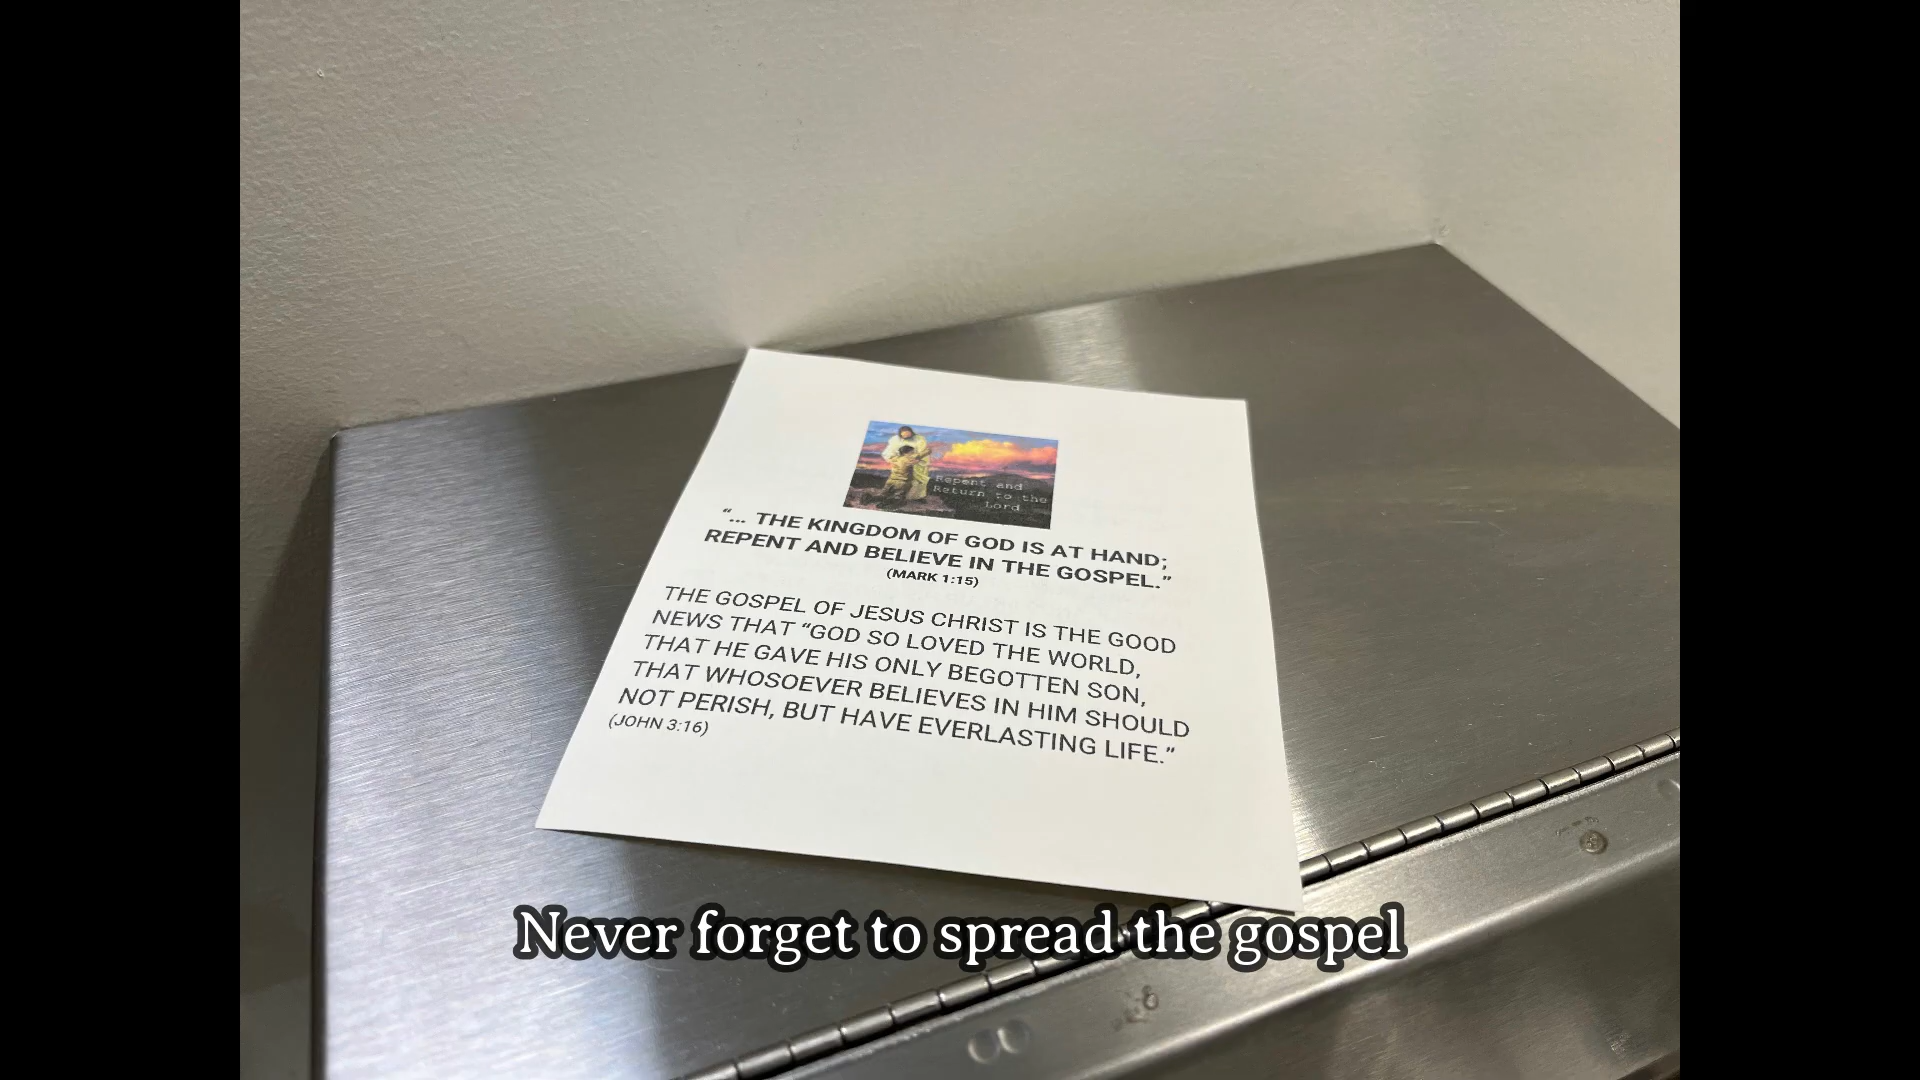 Repent and
Return to the
Lord
“... THE KINGDOM OF GOD IS AT HAND;
REPENT AND BELIEVE IN THE GOSPEL.”
(MARK 1:15)
THE GOSPEL OF JESUS CHRIST IS THE GOOD
NEWS THAT “GOD SO LOVED THE WORLD,
THAT HE GAVE HIS ONLY BEGOTTEN SON,
THAT WHOSOEVER BELIEVES IN HIM SHOULD
NOT PERISH, BUT HAVE EVERLASTING LIFE.”
(JOHN 3:16)
Never forget to spread the gospel